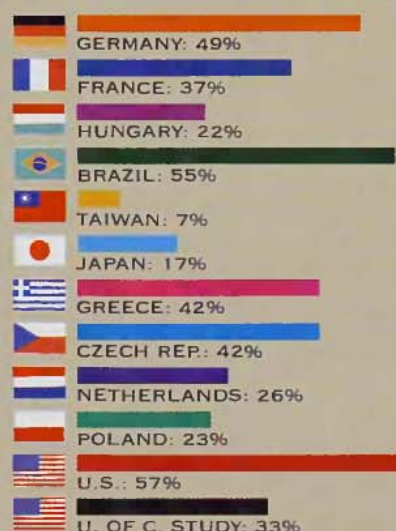 GERMANY: 49%
FRANCE: 37%
HUNGARY: 22%
BRAZIL: 55%
TAIWAN: 7%
JAPAN: 17%
GREECE: 42%
CZECH REP.: 42%
NETHERLANDS: 26%
POLAND: 23%
U.S.: 57%
U. OF C. STUDY: 33%